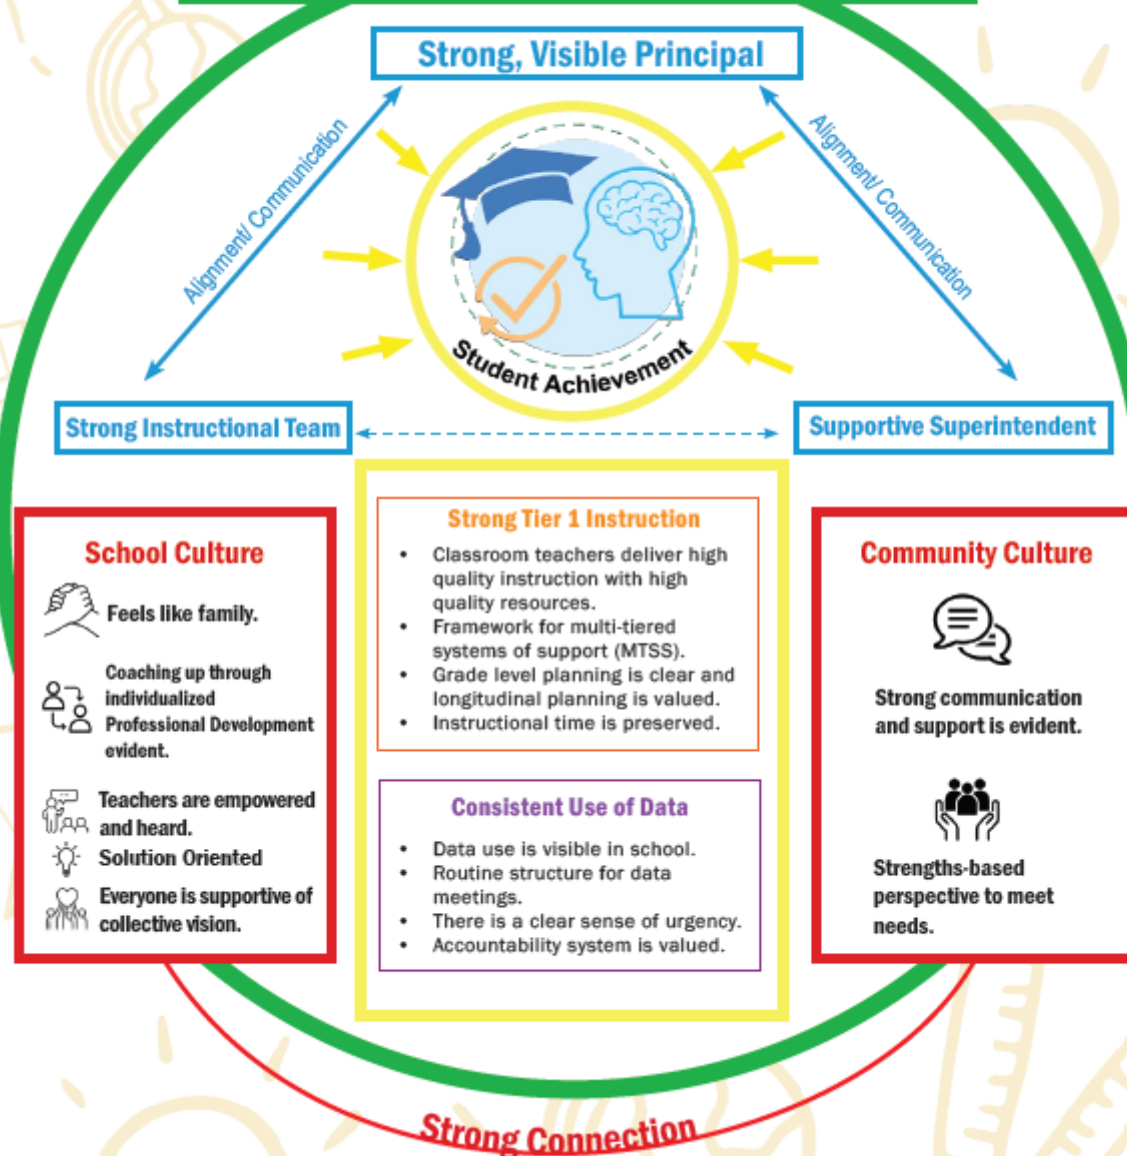 Strong, Visible Principal
Alignment/ Communication
Alignment/ Communication
Student Achievement
Strong Instructional Team
Supportive Superintendent
School Culture
Feels like family.
Coaching up through
individualized
Professional Development
evident.
Teachers are empowered
and heard.
Solution Oriented
Everyone is supportive of
collective vision.
Strong Tier 1 Instruction
• Classroom teachers deliver high
quality instruction with high
quality resources.
• Framework for multi-tiered
systems of support (MTSS).
• Grade level planning is clear and
longitudinal planning is valued.
• Instructional time is preserved.
Consistent Use of Data
• Data use is visible in school.
• Routine structure for data
meetings.
• There is a clear sense of urgency.
• Accountability system is valued.
Community Culture
Strong communication
and support is evident.
Strengths-based
perspective to meet
needs.
Strong Connection